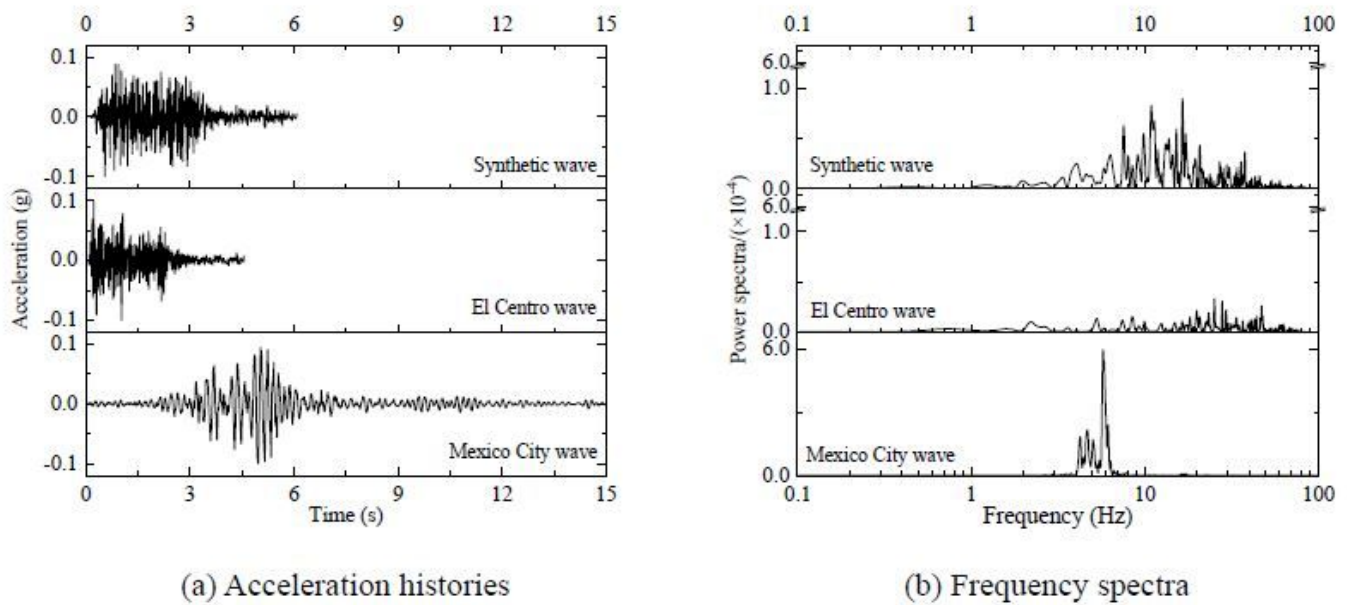 0 3 6 9 12 15
0.1
0.0
-0.1
Synthetic wave
0.0
-0.1
El Centro wave
0.1
0.0
-0.1
Mexico City wave
Acceleration (g)
0 3 6 9 12 15
Time (s)
0.1 1 10 100
6.0
1.0
Synthetic wave
0.0
6.0
1.0
El Centro wave
0.0
6.0
Mexico City wave
0.0
Power spectra/(×10⁻⁴)
0.1 1 10 100
Frequency (Hz)
(a) Acceleration histories
(b) Frequency spectra